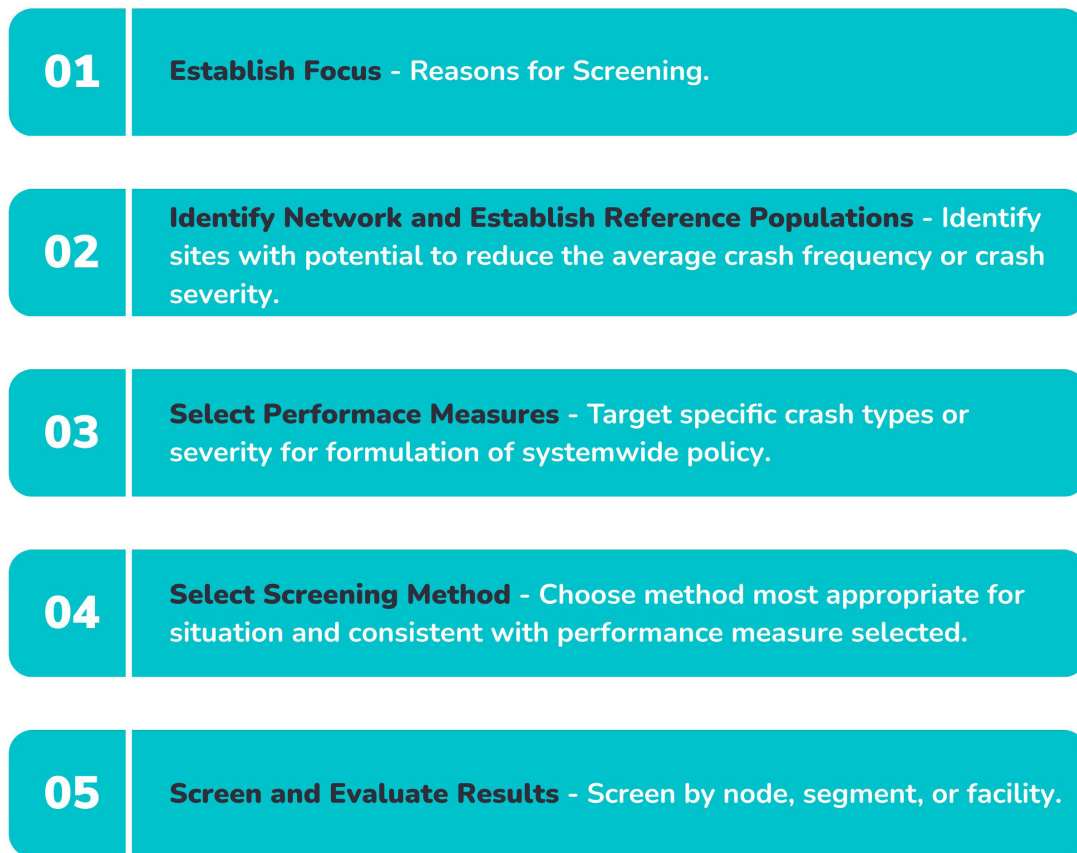 01
Establish Focus - Reasons for Screening.
02
Identify Network and Establish Reference Populations - Identify
sites with potential to reduce the average crash frequency or crash
severity.
03
Select Performace Measures - Target specific crash types or
severity for formulation of systemwide policy.
04
Select Screening Method - Choose method most appropriate for
situation and consistent with performance measure selected.
05
Screen and Evaluate Results - Screen by node, segment, or facility.